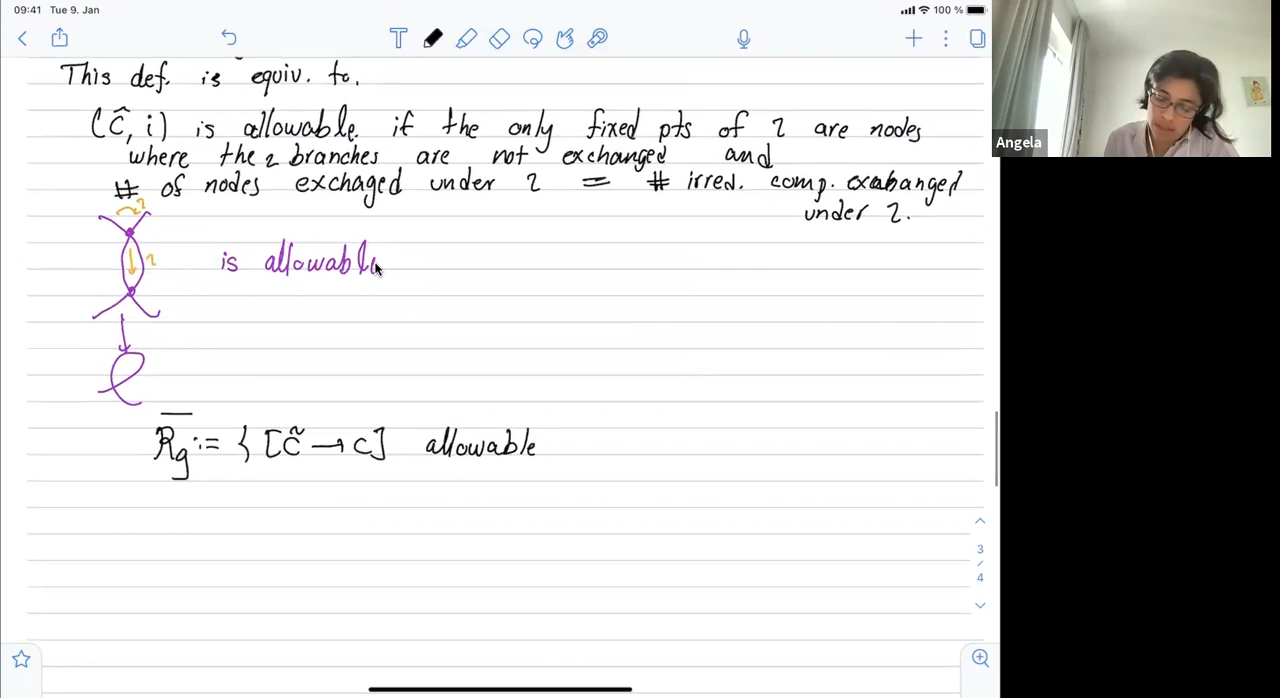 09:41 Tue 9. Jan
100 %
This def. is equiv. to.
(Ĉ, i) is allowable. if the only fixed pts of ι are nodes
where the 2 branches are not exchanged and
# of nodes exchaged under ι = # irred. comp. exchanged
under ι.
ι
ι
is allowable
R̅g := { [C̃ → C] allowable
3
/
4
Angela